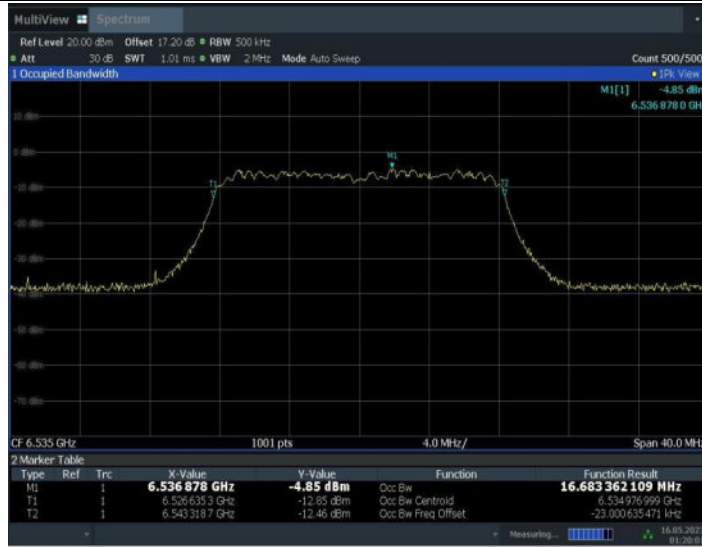 MultiView Spectrum
Ref Level 20.00 dBm Offset 17.20 dB RBW 500 kHz
Att 30 dB SWT 1.01 ms VBW 2 MHz Mode Auto Sweep Count 500/500
1 Occupied Bandwidth 1Pk View
M1[1] -4.85 dBm
6.536 878 0 GH
10 dBm
0 dBm
M1
T1
T2
-10 dBm
-20 dBm
-30 dBm
-40 dBm
-50 dBm
-60 dBm
-70 dBm
CF 6.535 GHz 1001 pts 4.0 MHz/ Span 40.0 MHz
2 Marker Table
Type Ref Trc X-Value Y-Value Function Function Result
M1 1 6.536 878 GHz -4.85 dBm Occ Bw 16.683 362 109 MHz
T1 1 6.526 635 3 GHz -12.85 dBm Occ Bw Centroid 6.534 976 999 GHz
T2 1 6.543 318 7 GHz -12.46 dBm Occ Bw Freq Offset -23.000 635 471 kHz
Measuring... 16.05.202
01:20:0